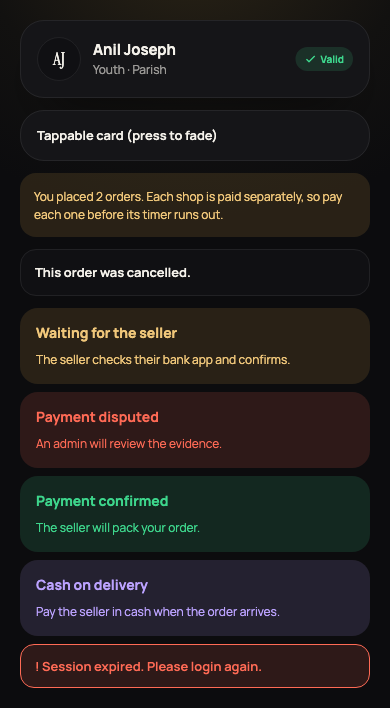 AJ
Anil Joseph
Youth · Parish
Valid
Tappable card (press to fade)
You placed 2 orders. Each shop is paid separately, so pay
each one before its timer runs out.
This order was cancelled.
Waiting for the seller
The seller checks their bank app and confirms.
Payment disputed
An admin will review the evidence.
Payment confirmed
The seller will pack your order.
Cash on delivery
Pay the seller in cash when the order arrives.
! Session expired. Please login again.